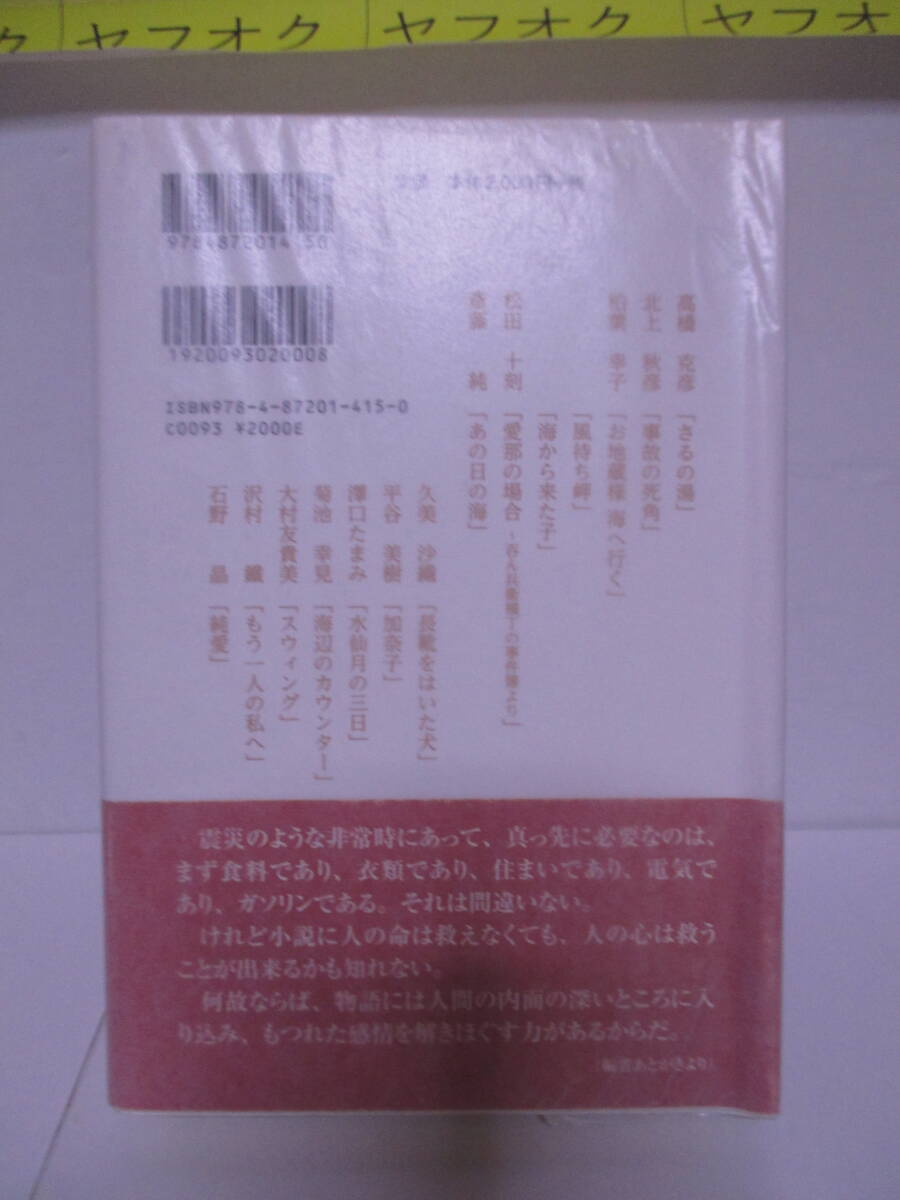 ク ヤフオク ヤフオク ヤフオ
定価 本体2,000円+税
9784872014150
1920093020008
ISBN978-4-87201-415-0
C0093 ¥2000E
高橋 克彦「さるの湯」
北上 秋彦「事故の死角」
柏葉 幸子「お地蔵様 海へ行く」
「風待ち岬」
「海から来た子」
松田 十刻「愛那の場合 〜呑ん兵衛横丁の事件簿より」
斎藤 純「あの日の海」
久美 沙織「長靴をはいた犬」
平谷 美樹「加奈子」
澤口たまみ「水仙月の三日」
菊池 幸見「海辺のカウンター」
大村友貴美「スウィング」
沢村 鐵「もう一人の私へ」
石野 晶「純愛」
震災のような非常時にあって、真っ先に必要なのは、
まず食料であり、衣類であり、住まいであり、電気で
あり、ガソリンである。それは間違いない。
けれど小説に人の命は救えなくても、人の心は救う
ことが出来るかも知れない。
何故ならば、物語には人間の内面の深いところに入
り込み、もつれた感情を解きほぐす力があるからだ。
（編者あとがきより）